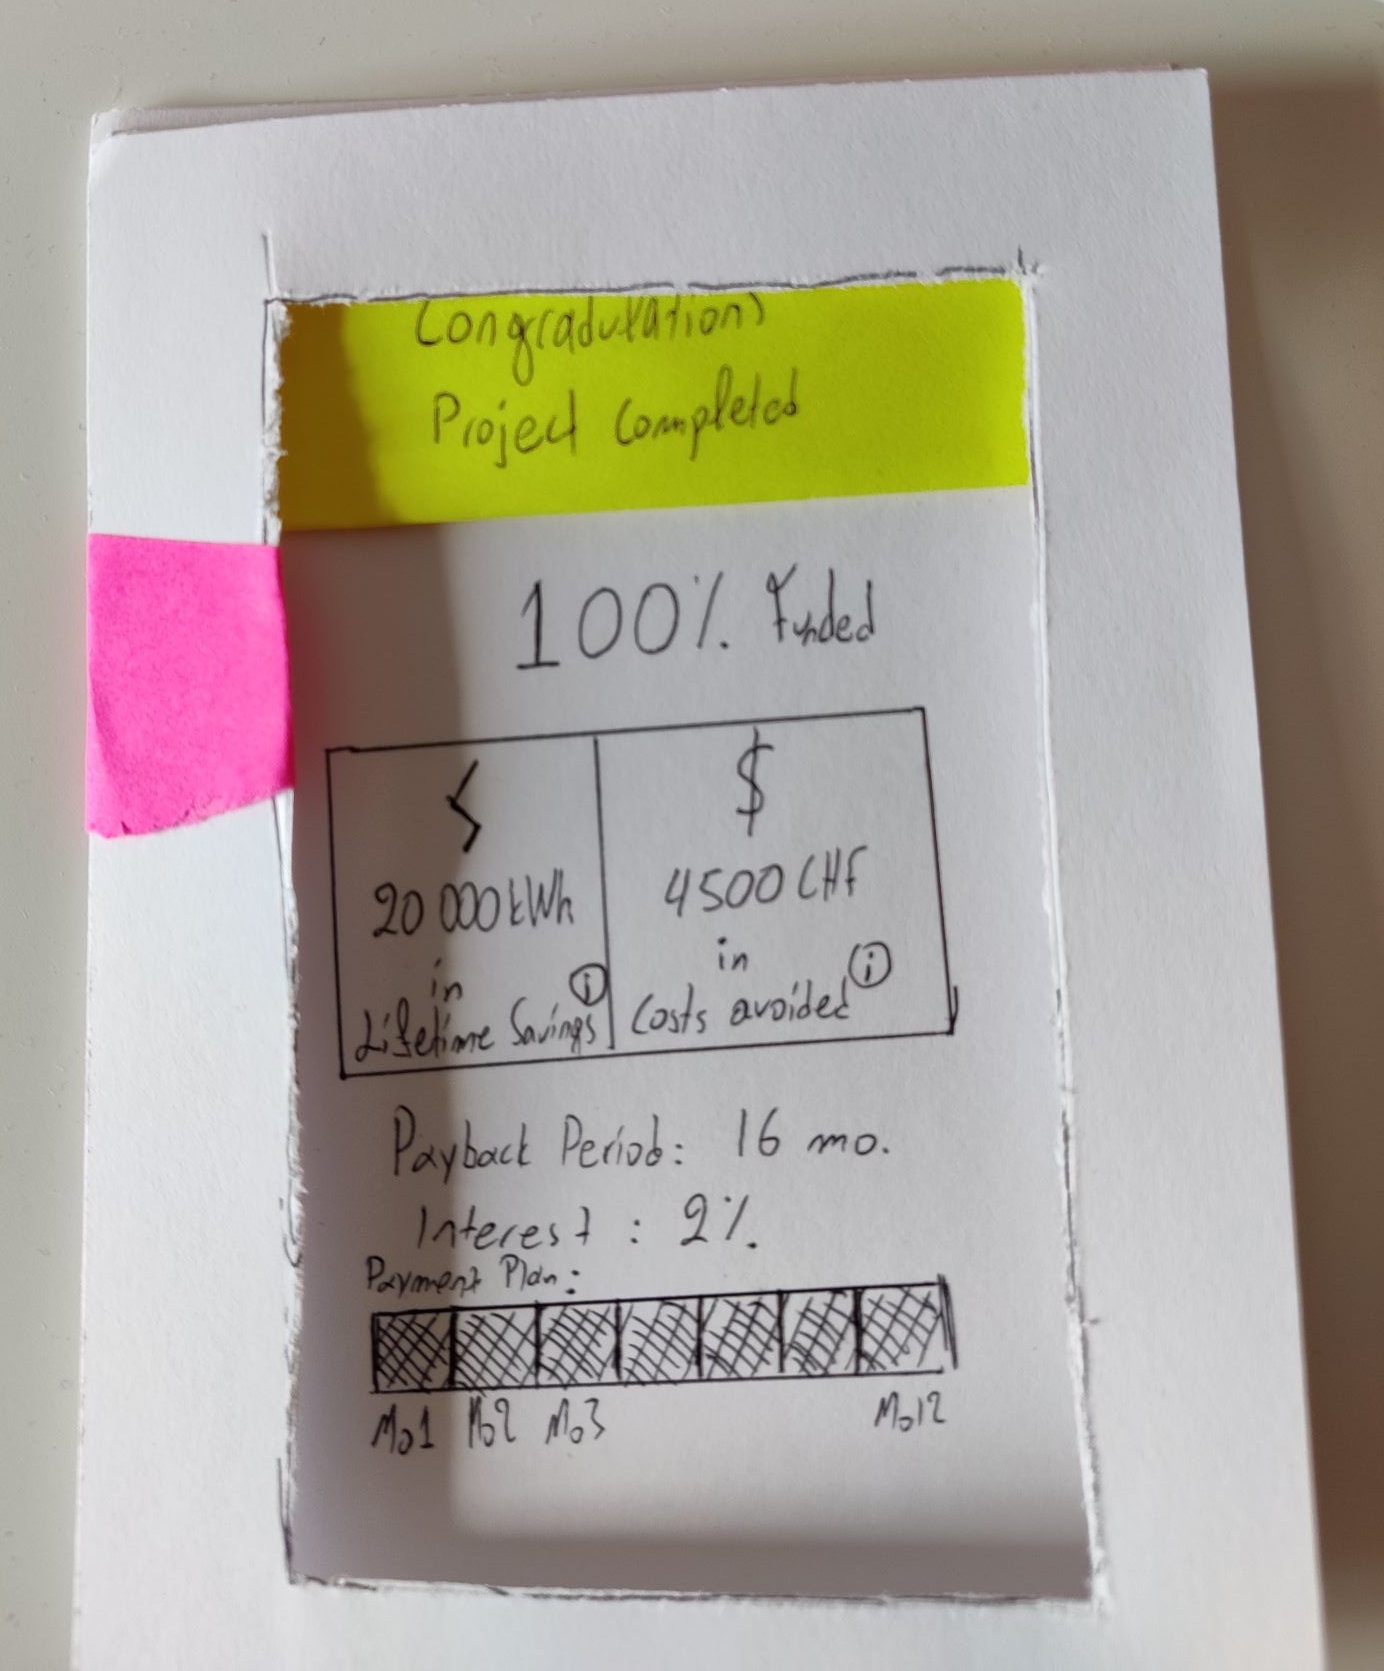 Congradulations
Project Completed
100% Funded
$
20 000 kWh
in
Lifetime Savings
i
4500 CHF
in
Costs avoided
i
Payback Period: 16 mo.
Interest : 2%.
Payment Plan:
Mo1 Mo2 Mo3 Mo12